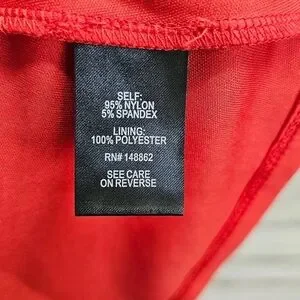 SELF:
95% NYLON
5% SPANDEX
LINING:
100% POLYESTER
RN# 148862
SEE CARE
ON REVERSE